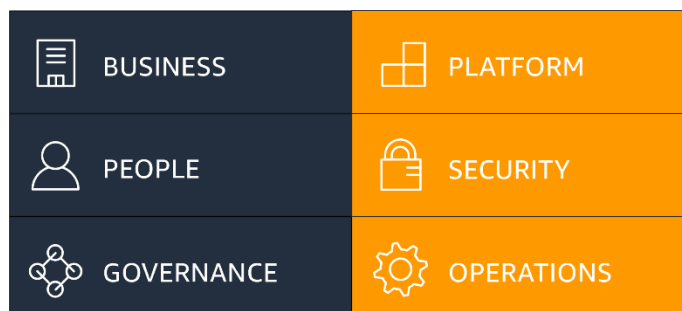 BUSINESS
PLATFORM
PEOPLE
SECURITY
GOVERNANCE
OPERATIONS